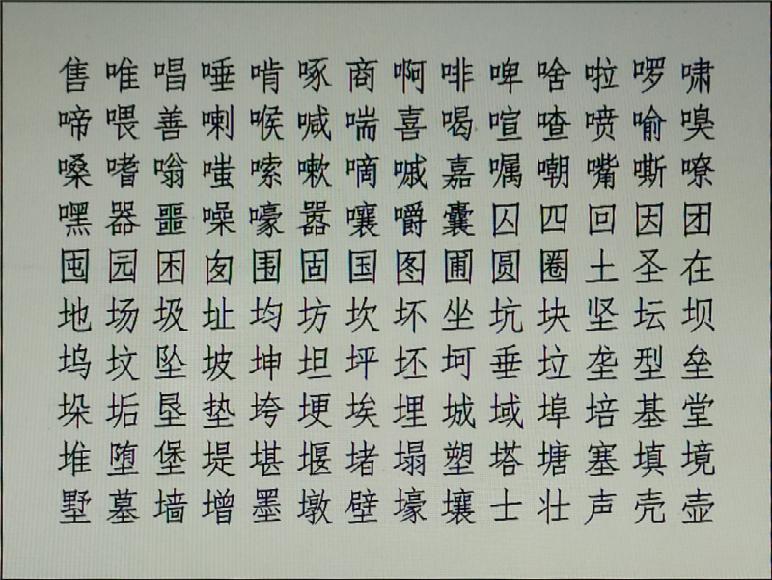 售唯唱唾啃啄商啊啡啤啥啦啰啸
啼喂善喇喉喊喘喜喝喧喳喷喻嗅
嗓嗜嗡嗤嗦嗽嘀嘁嘉嘱嘲嘴嘶嘹
嘿器噩噪嚎嚣嚷嚼囊囚四回因团
囤园困囱围固国图圃圆圈土圣在
地场圾址均坊坎坏坐坑块坚坛坝
坞坟坠坡坤坦坪坯坷垂垃垄型垒
垛垢垦垫垮埂埃埋城域埠培基堂
堆堕堡堤堪堰堵塌塑塔塘塞填境
墅墓墙增墨墩壁壕壤士壮声壳壶